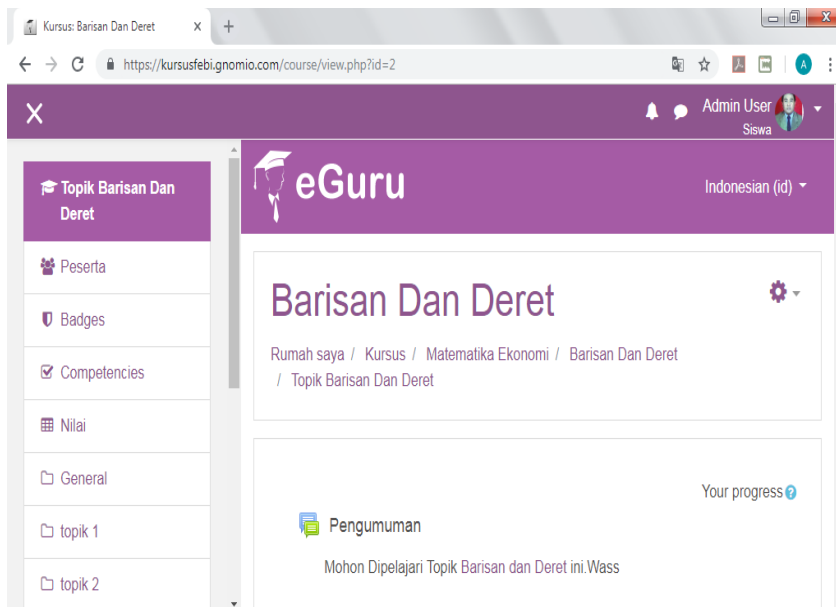 Kursus: Barisan Dan Deret
https://kursusfebi.gnomio.com/course/view.php?id=2
Admin User
Siswa
Topik Barisan Dan
Deret
Peserta
Badges
Competencies
Nilai
General
topik 1
topik 2
eGuru
Indonesian (id)
Barisan Dan Deret
Rumah saya / Kursus / Matematika Ekonomi / Barisan Dan Deret
/ Topik Barisan Dan Deret
Your progress
Pengumuman
Mohon Dipelajari Topik Barisan dan Deret ini.Wass